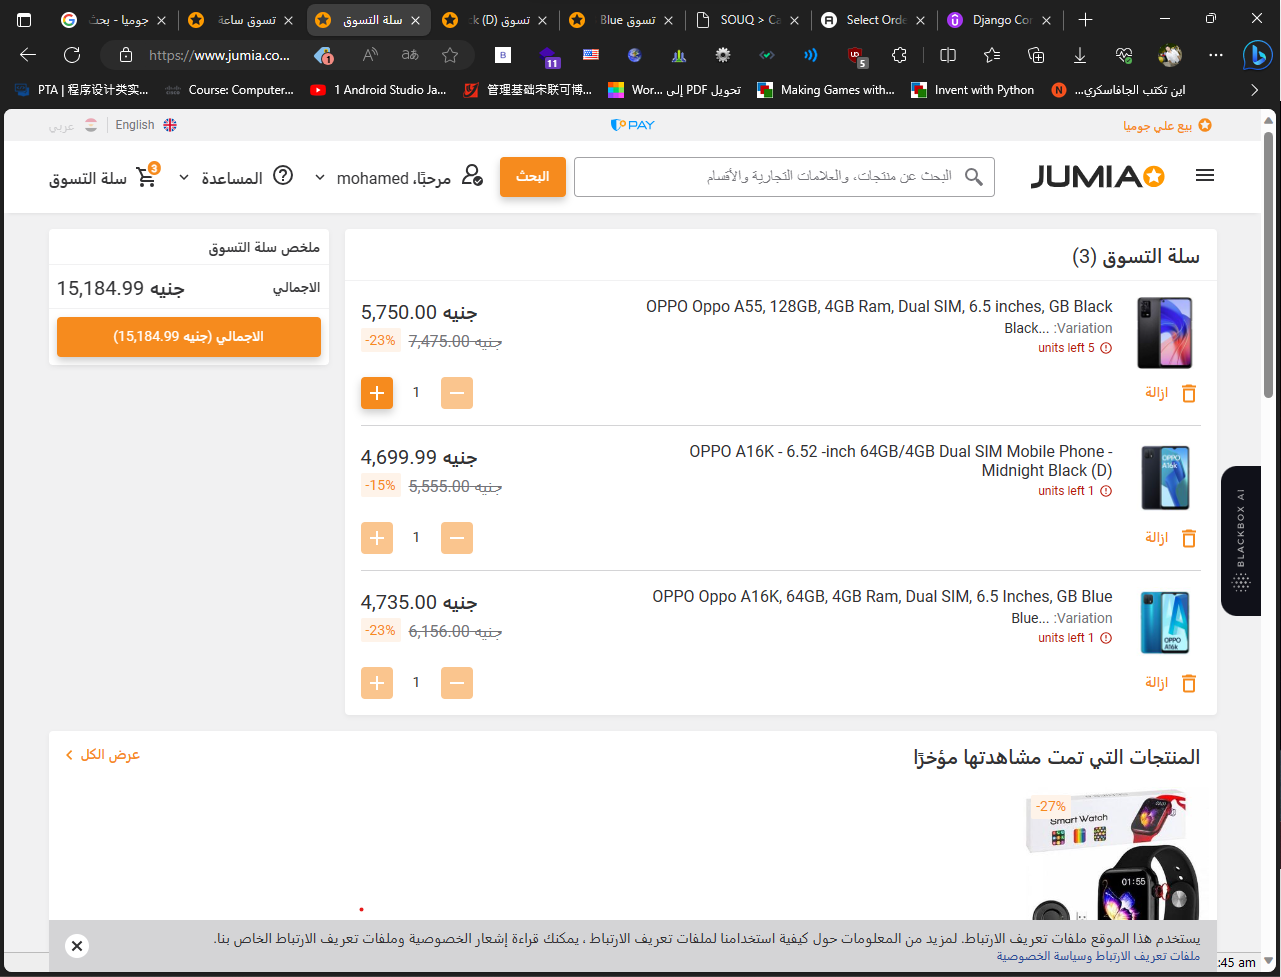 جوميا - بحث
تسوق ساعة
سلة التسوق
تسوق
تسوق Blue
SOUQ > Ca
Select Orde
Django Cor
https://www.jumia.co...
1
11
5
PTA | 程序设计类实...
Course: Computer...
1 Android Studio Ja...
管理基础宋联可博...
تحويل PDF إلى Wor...
Making Games with...
Invent with Python
اين تكتب الجافاسكري...
بيع علي جوميا
PAY
English
عربي
JUMIA
البحث عن منتجات، والعلامات التجارية والأقسام
البحث
مرحبًا، mohamed
المساعدة
سلة التسوق
3
سلة التسوق (3)
OPPO Oppo A55, 128GB, 4GB Ram, Dual SIM, 6.5 inches, GB Black
Variation: Black...
5 units left
جنيه 5,750.00
جنيه 7,475.00
-23%
ازالة
1
OPPO A16K - 6.52 -inch 64GB/4GB Dual SIM Mobile Phone -
Midnight Black (D)
1 units left
جنيه 4,699.99
جنيه 5,555.00
-15%
OPPO
A16k
ازالة
1
OPPO Oppo A16K, 64GB, 4GB Ram, Dual SIM, 6.5 Inches, GB Blue
Variation: Blue...
1 units left
جنيه 4,735.00
جنيه 6,156.00
-23%
OPPO
A16k
ازالة
1
ملخص سلة التسوق
الاجمالي
جنيه 15,184.99
الاجمالي (جنيه 15,184.99)
BLACKBOX AI
المنتجات التي تمت مشاهدتها مؤخرًا
عرض الكل
-27%
Smart Watch
01:55
يستخدم هذا الموقع ملفات تعريف الارتباط. لمزيد من المعلومات حول كيفية استخدامنا لملفات تعريف الارتباط ، يمكنك قراءة إشعار الخصوصية وملفات تعريف الارتباط الخاص بنا.
ملفات تعريف الارتباط وسياسة الخصوصية
:45 am